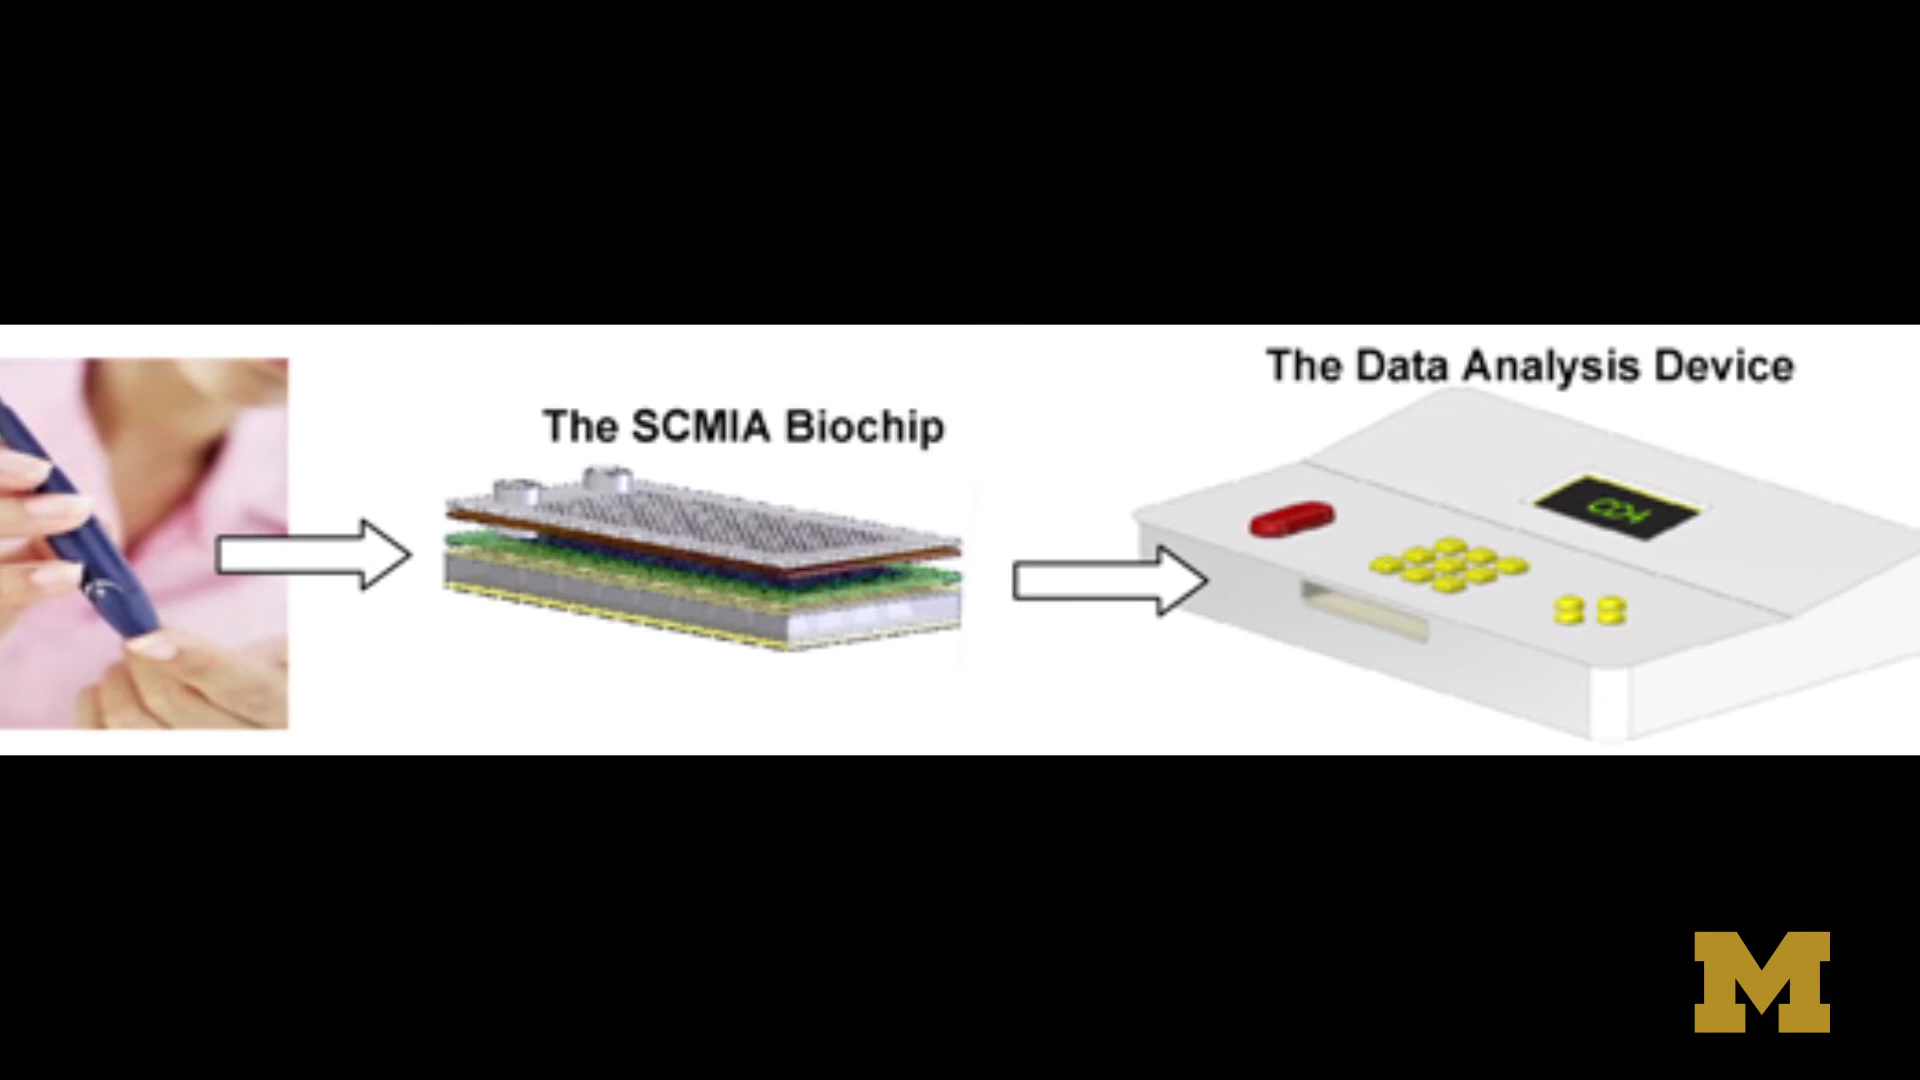 The Data Analysis Device
The SCMIA Biochip
M